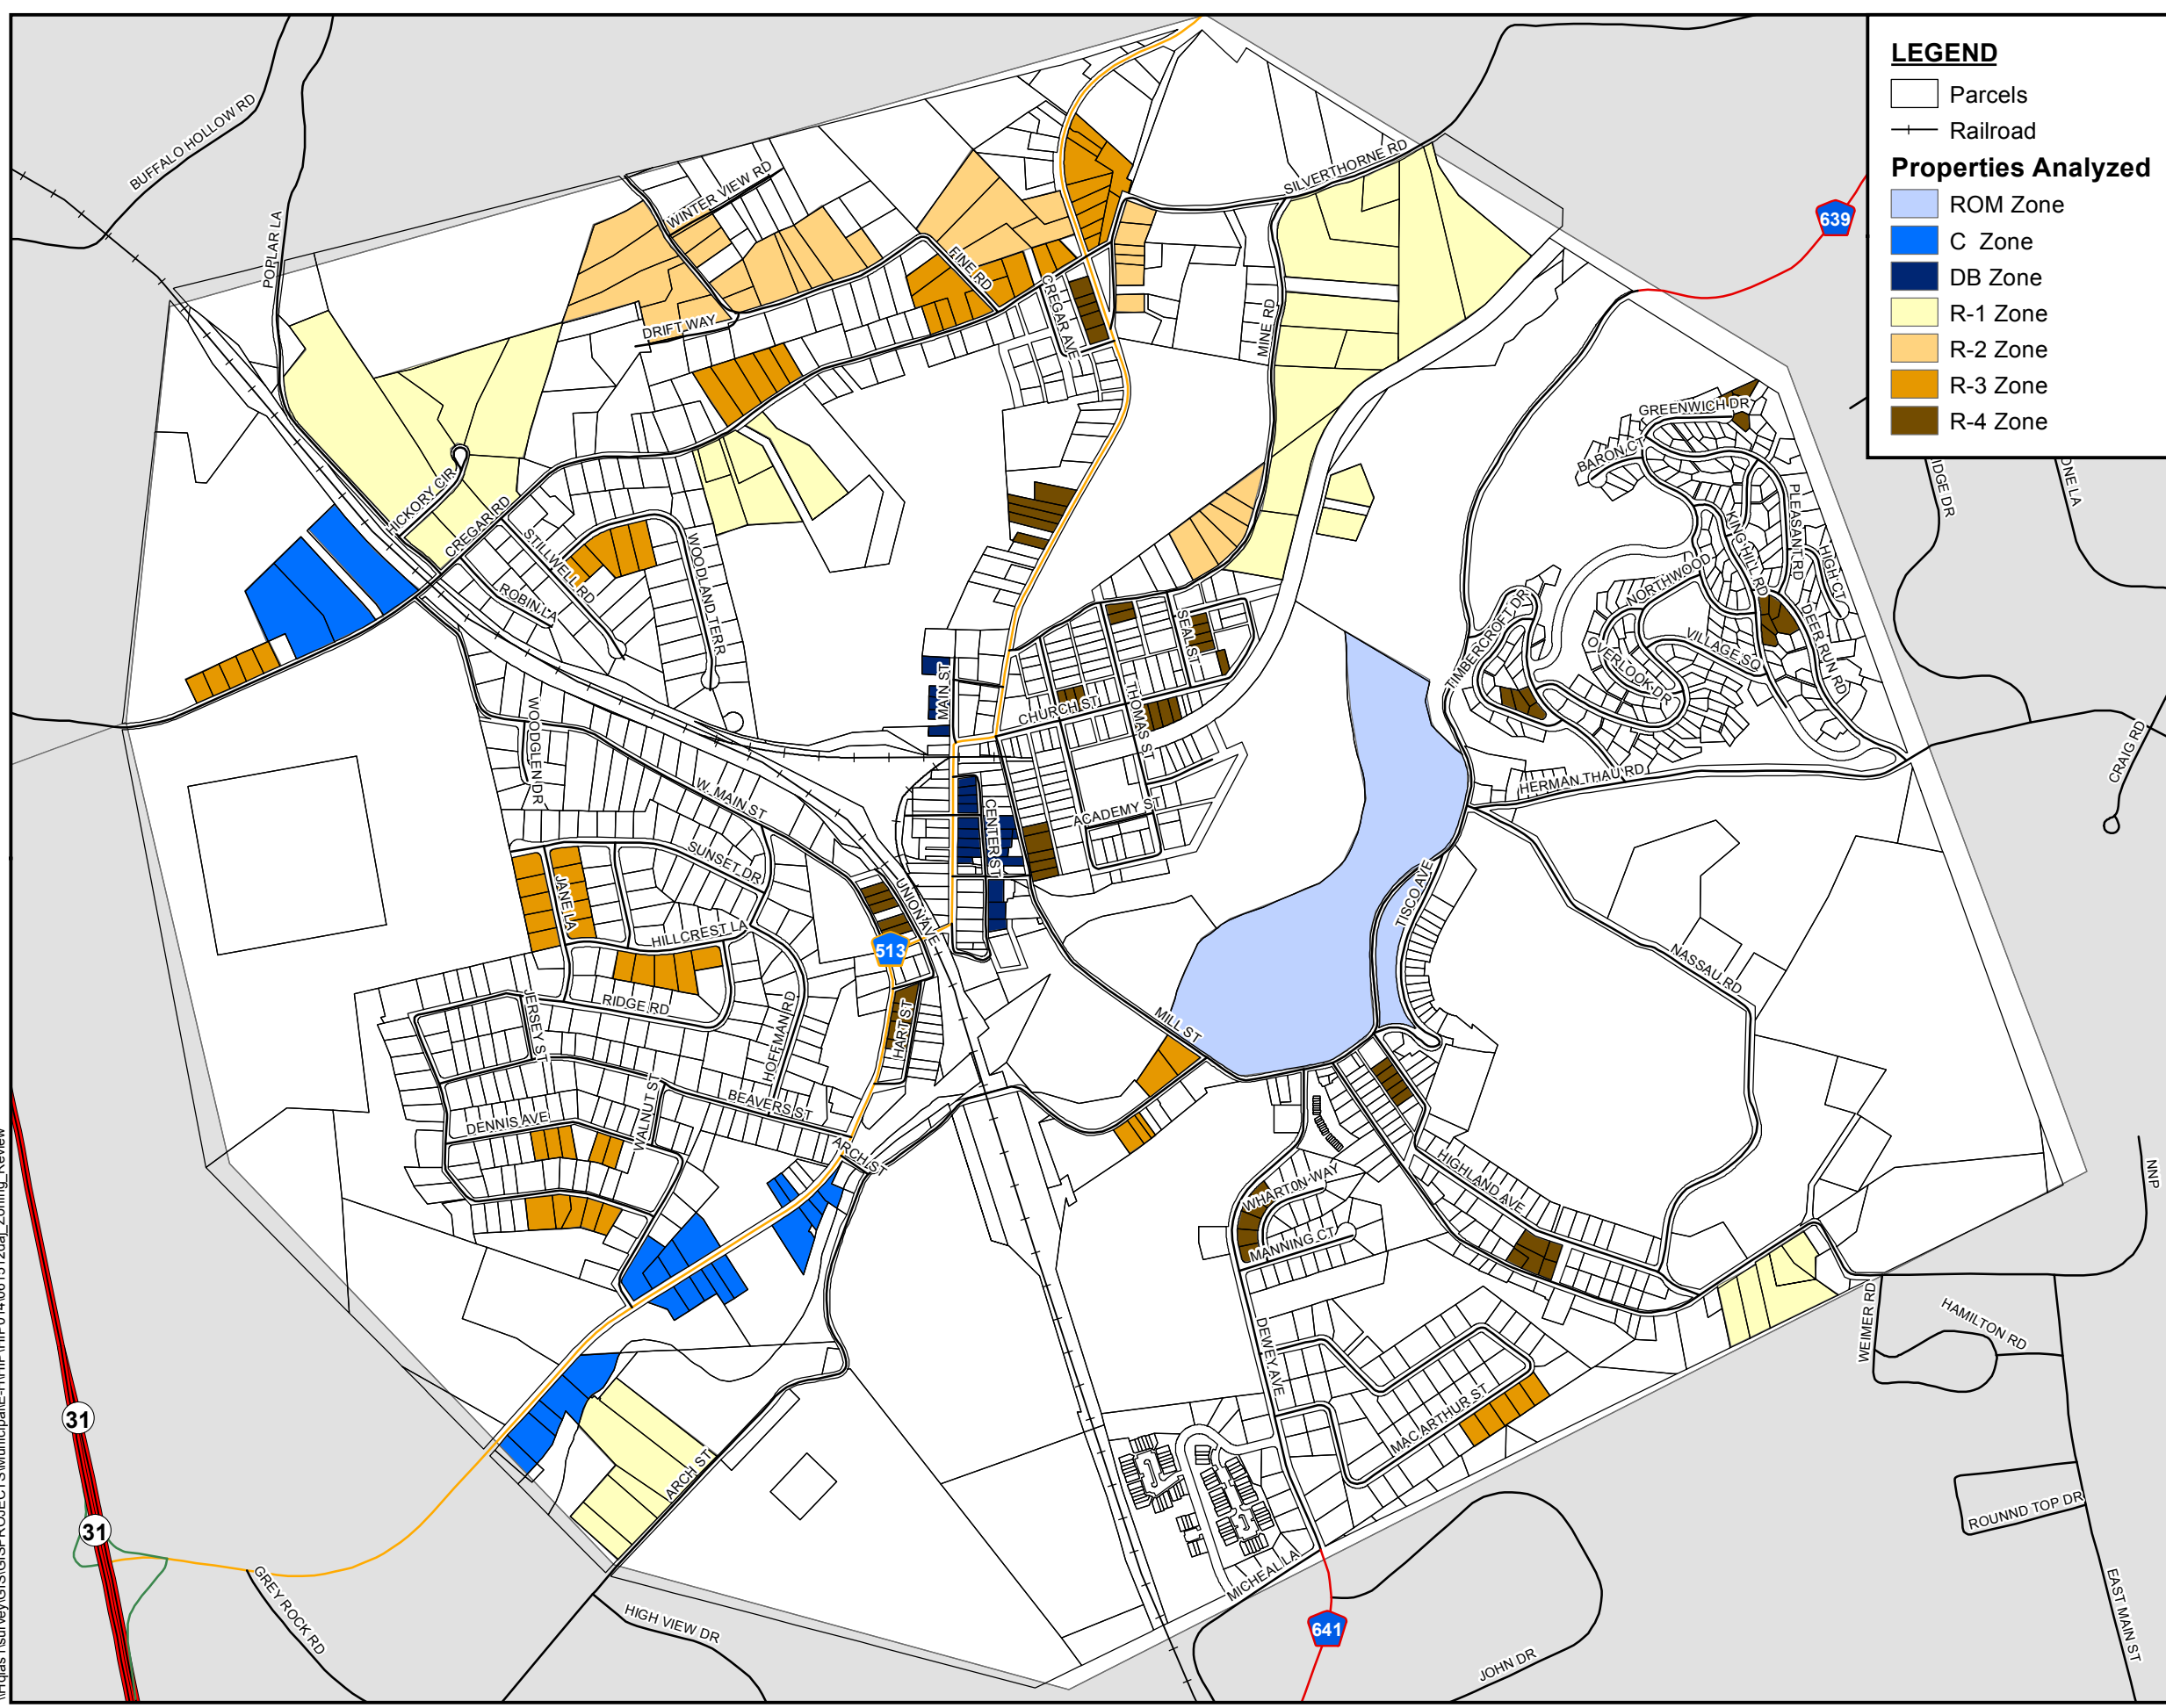 LEGEND
Parcels
Railroad
Properties Analyzed
ROM Zone
C Zone
DB Zone
R-1 Zone
R-2 Zone
R-3 Zone
R-4 Zone
BUFFALO HOLLOW RD
POPLAR LA
WINTER VIEW RD
SILVERTHORNE RD
639
FINE RD
CREGAR AVE
DRIFT WAY
MINE RD
GREENWICH DR
BARON CT
PLEASANT RD
KING HILL RD
HIGH CT
IDGE DR
ONE LA
HICKORY CIR
CREGAR RD
STILLWELL RD
ROBIN LA
WOODLAND TERR
NORTHWOOD
TIMBERCROFT DR
OVERLOOK DR
VILLAGE SQ
DEER RUN RD
SEAL ST
MAIN ST
CHURCH ST
THOMAS ST
WOODGLEN DR
W. MAIN ST
HERMAN THAU RD
CRAIG RD
CENTER ST
ACADEMY ST
SUNSET DR
JANE LA
UNION AVE
TISCO AVE
HILLCREST LA
513
NASSAU RD
RIDGE RD
JERSEY ST
HOFFMAN RD
HART ST
MILL ST
WALNUT ST
BEAVERS ST
DENNIS AVE
ARCH ST
HIGHLAND AVE
WHARTON WAY
MANNING CT
NNP
WEIMER RD
HAMILTON RD
DEWEY AVE
MAC ARTHUR ST
31
ARCH ST
31
ROUNND TOP DR
GREY ROCK RD
HIGH VIEW DR
MICHEAL LA
641
JOHN DR
EAST MAIN ST